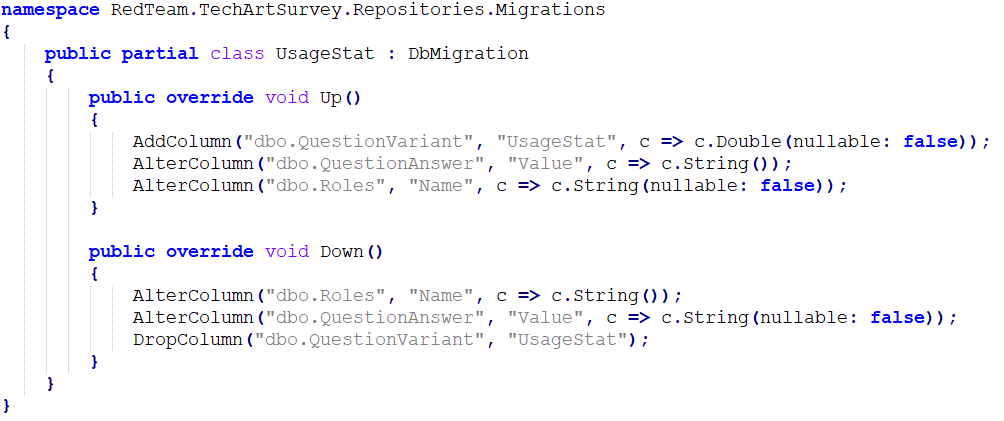 namespace RedTeam.TechArtSurvey.Repositories.Migrations
{
    public partial class UsageStat : DbMigration
    {
        public override void Up()
        {
            AddColumn("dbo.QuestionVariant", "UsageStat", c => c.Double(nullable: false));
            AlterColumn("dbo.QuestionAnswer", "Value", c => c.String());
            AlterColumn("dbo.Roles", "Name", c => c.String(nullable: false));
        }

        public override void Down()
        {
            AlterColumn("dbo.Roles", "Name", c => c.String());
            AlterColumn("dbo.QuestionAnswer", "Value", c => c.String(nullable: false));
            DropColumn("dbo.QuestionVariant", "UsageStat");
        }
    }
}